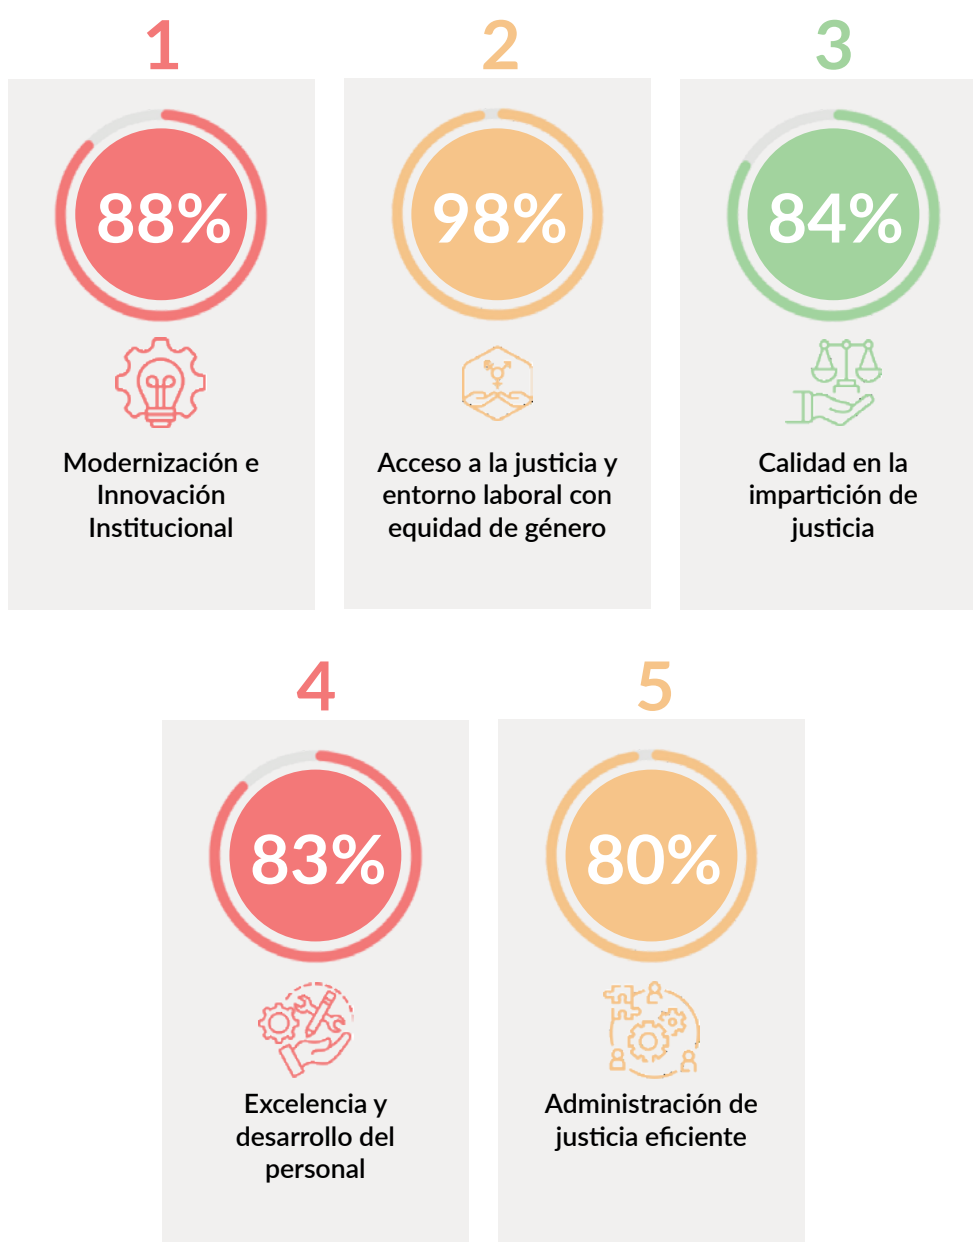 1
2
3
88%
98%
84%
Modernización e
Innovación
Institucional
Acceso a la justicia y
entorno laboral con
equidad de género
Calidad en la
impartición de
justicia
4
5
83%
80%
Excelencia y
desarrollo del
personal
Administración de
justicia eficiente